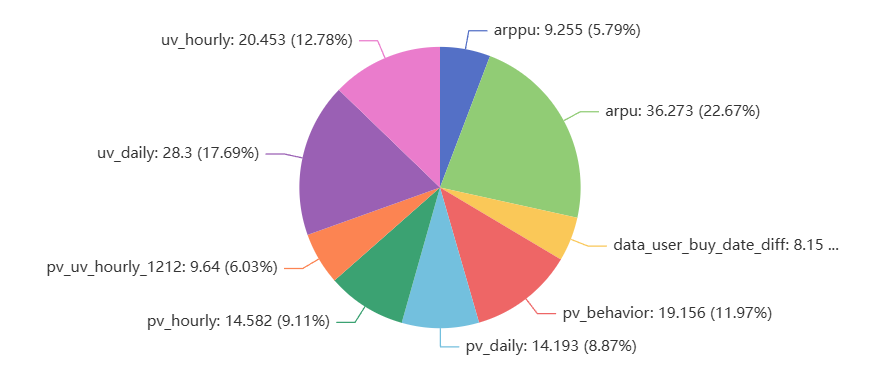 arppu: 9.255 (5.79%)
uv_hourly: 20.453 (12.78%)
arpu: 36.273 (22.67%)
uv_daily: 28.3 (17.69%)
data_user_buy_date_diff: 8.15 ...
pv_uv_hourly_1212: 9.64 (6.03%)
pv_behavior: 19.156 (11.97%)
pv_hourly: 14.582 (9.11%)
pv_daily: 14.193 (8.87%)